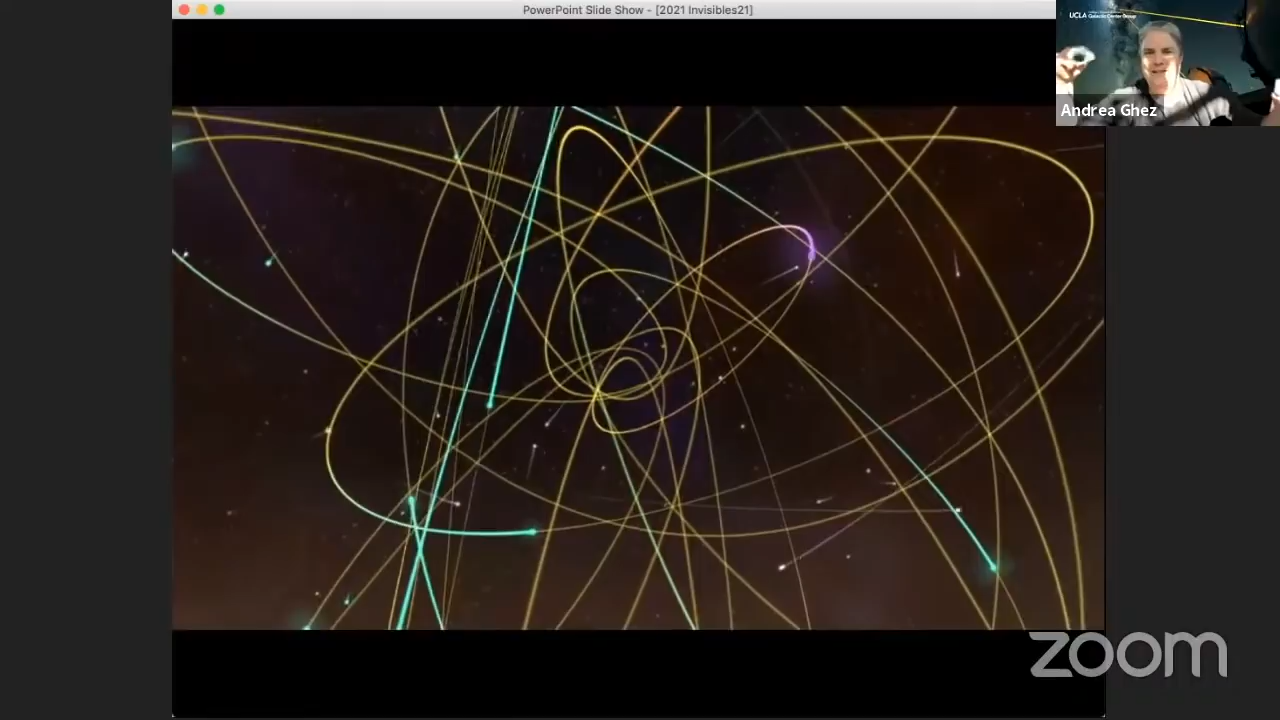 PowerPoint Slide Show - [2021 Invisibles21]
UCLA
Galactic Center Group
Andrea Ghez
zoom